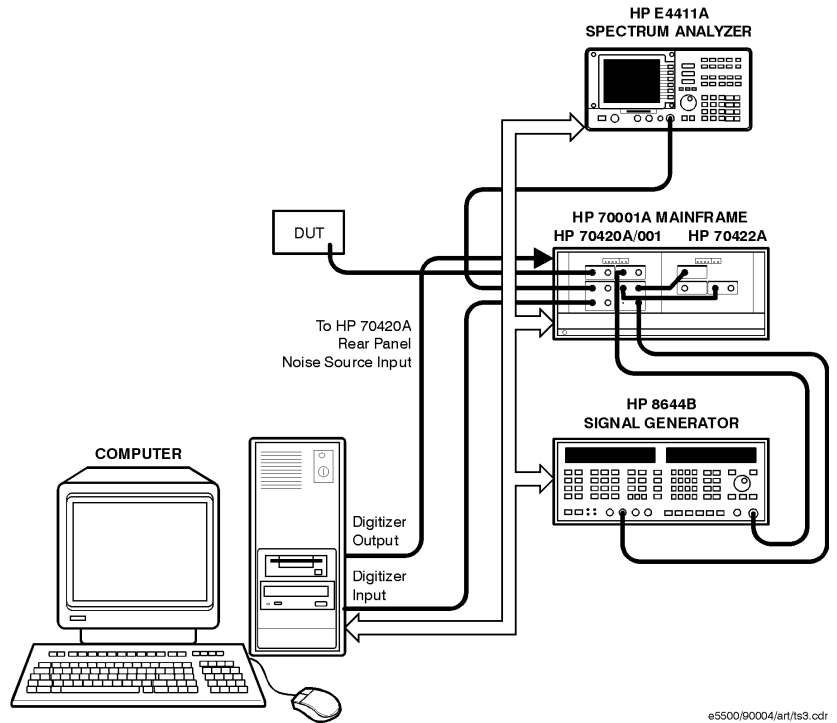 HP E4411A
SPECTRUM ANALYZER
DUT
HP 70001A MAINFRAME
HP 70420A/001 HP 70422A
To HP 70420A
Rear Panel
Noise Source Input
HP 8644B
SIGNAL GENERATOR
COMPUTER
Digitizer
Output
Digitizer
Input
e5500/90004/art/ts3.cdr